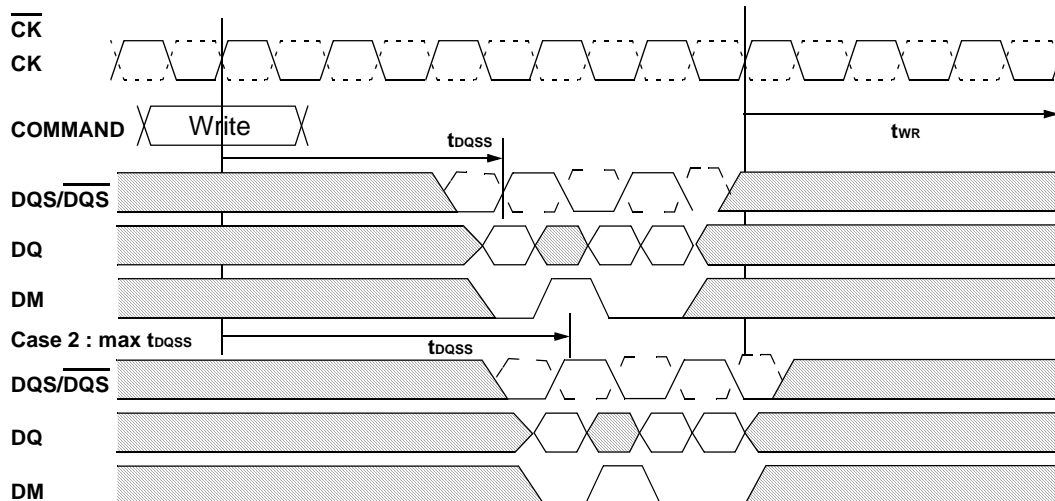 CK
CK
COMMAND Write
tDQSS
tWR
DQS/DQS
DQ
DM
Case 2 : max tDQSS
tDQSS
DQS/DQS
DQ
DM